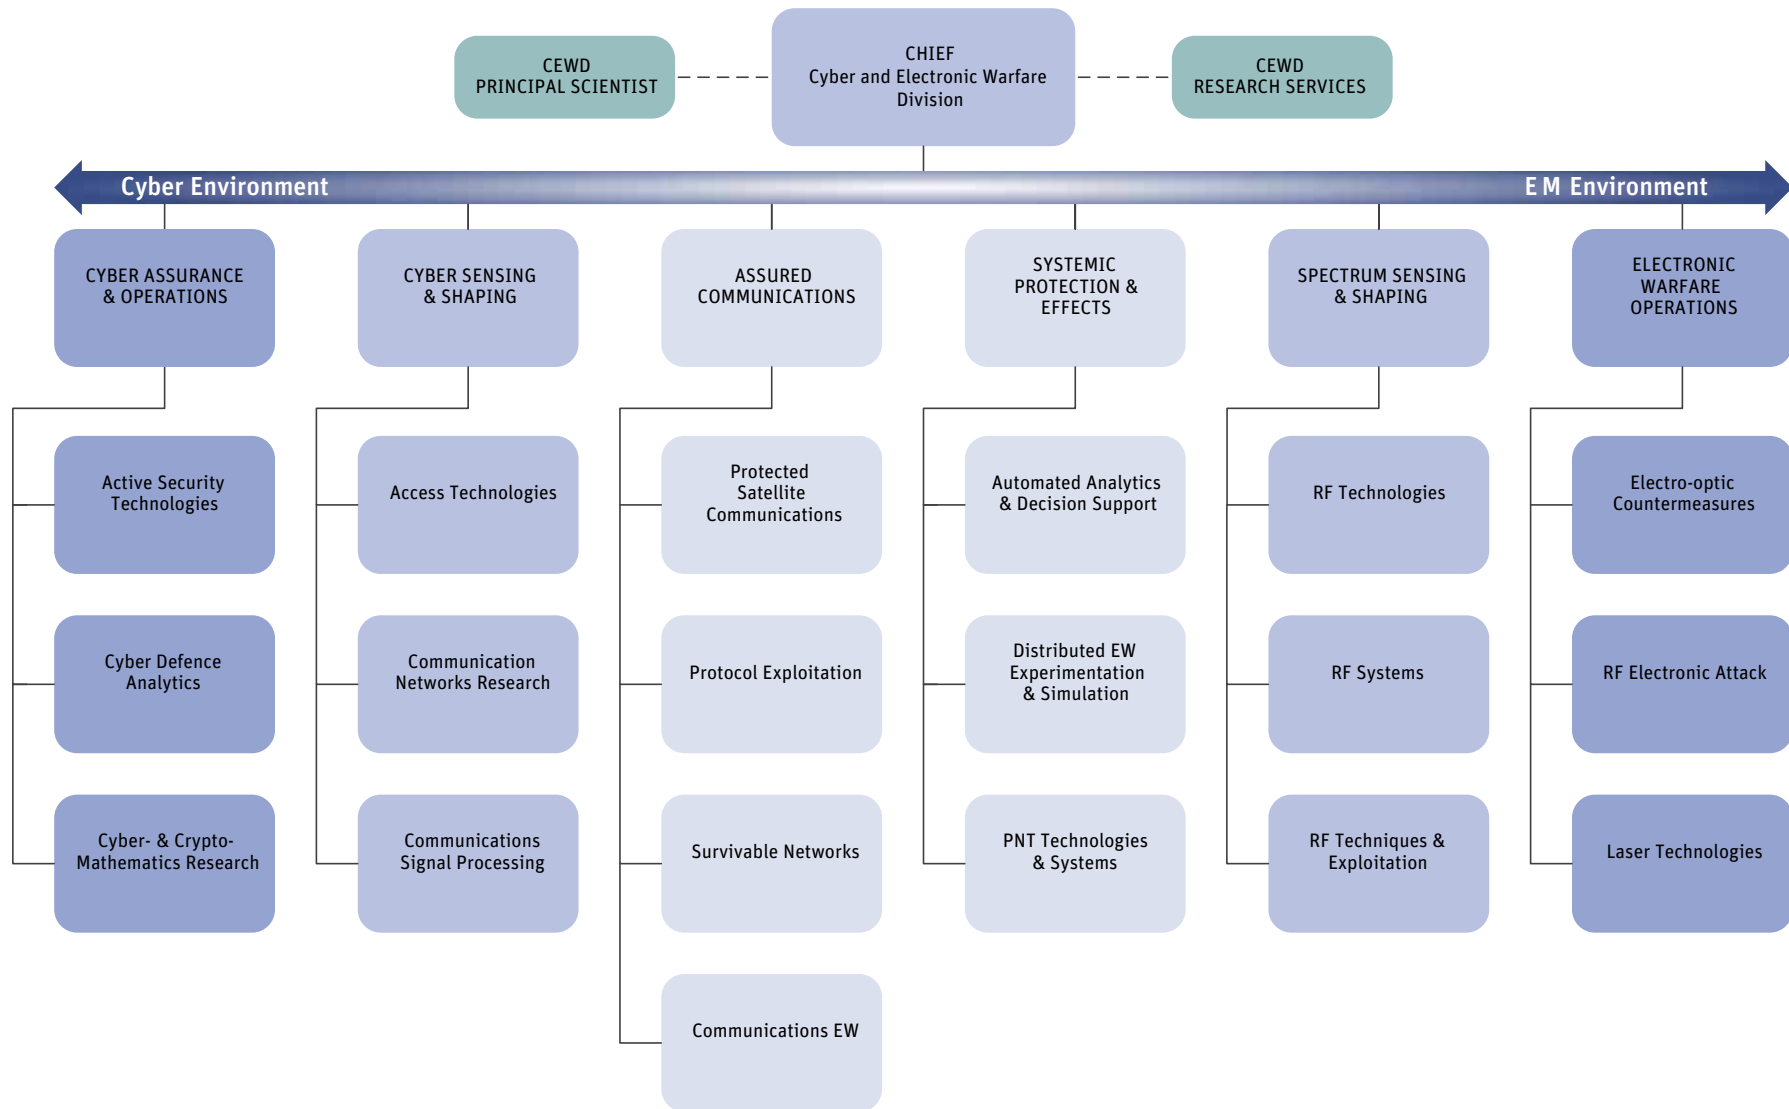 CHIEF
Cyber and Electronic Warfare
Division
CEWD
PRINCIPAL SCIENTIST
CEWD
RESEARCH SERVICES
Cyber Environment
E M Environment
CYBER ASSURANCE
& OPERATIONS
CYBER SENSING
& SHAPING
ASSURED
COMMUNICATIONS
SYSTEMIC
PROTECTION &
EFFECTS
SPECTRUM SENSING
& SHAPING
ELECTRONIC
WARFARE
OPERATIONS
Active Security
Technologies
Access Technologies
Protected
Satellite
Communications
Automated Analytics
& Decision Support
RF Technologies
Electro-optic
Countermeasures
Cyber Defence
Analytics
Communication
Networks Research
Protocol Exploitation
Distributed EW
Experimentation
& Simulation
RF Systems
RF Electronic Attack
Cyber- & Crypto-
Mathematics Research
Communications
Signal Processing
Survivable Networks
PNT Technologies
& Systems
RF Techniques &
Exploitation
Laser Technologies
Communications EW